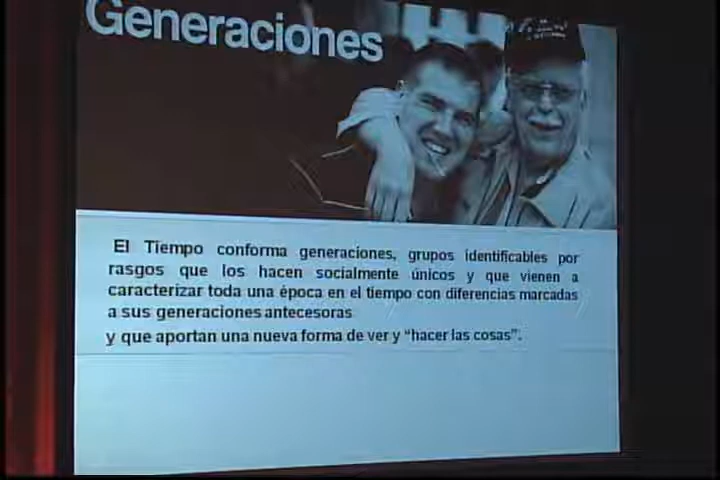 Generaciones
El Tiempo conforma generaciones, grupos identificables por
rasgos que los hacen socialmente únicos y que vienen a
caracterizar toda una época en el tiempo con diferencias marcadas
a sus generaciones antecesoras
y que aportan una nueva forma de ver y “hacer las cosas”.